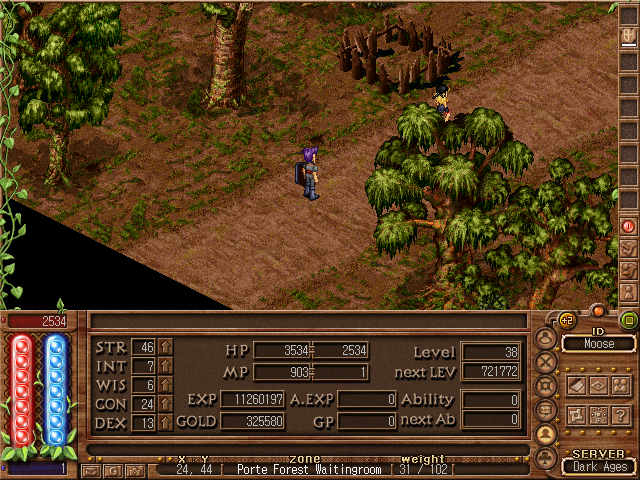 2534
+2
STR 46 HP 3534 2534 Level 38 ID
INT 7 MP 903 1 next LEV 721772 Moose
WIS 6
CON 24 EXP 11260197 A.EXP 0 Ability 0
DEX 13 GOLD 325580 GP 0 next Ab 0
?
x Y zone weight SERVER
1 G 24, 44 Porte Forest Waitingroom 31 / 102 Dark Ages